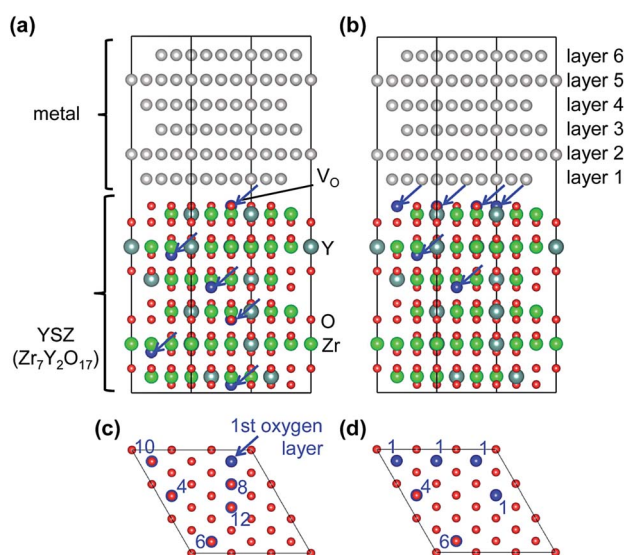 (a)
(b)
metal
layer 6
layer 5
layer 4
layer 3
layer 2
layer 1
V_O
Y
O
Zr
YSZ
(Zr₇Y₂O₁₇)
(c)
1st oxygen
layer
(d)
10
4
8
12
6
1
1
1
4
1
6